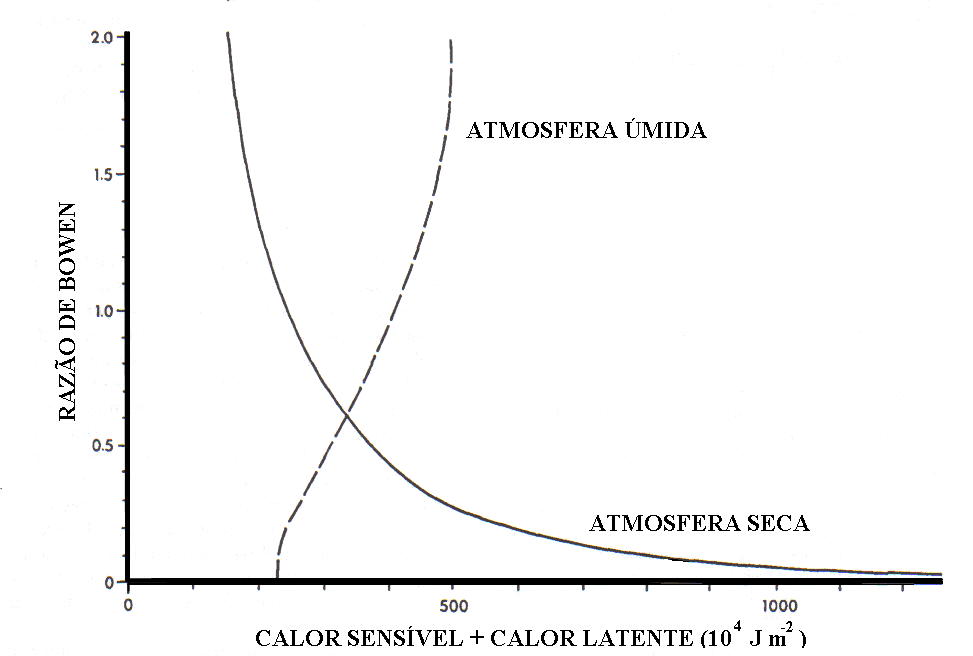 2.0
ATMOSFERA ÚMIDA
1.5
RAZÃO DE BOWEN
1.0
0.5
ATMOSFERA SECA
0
0 500 1000
CALOR SENSÍVEL + CALOR LATENTE (10⁴ J m⁻²)